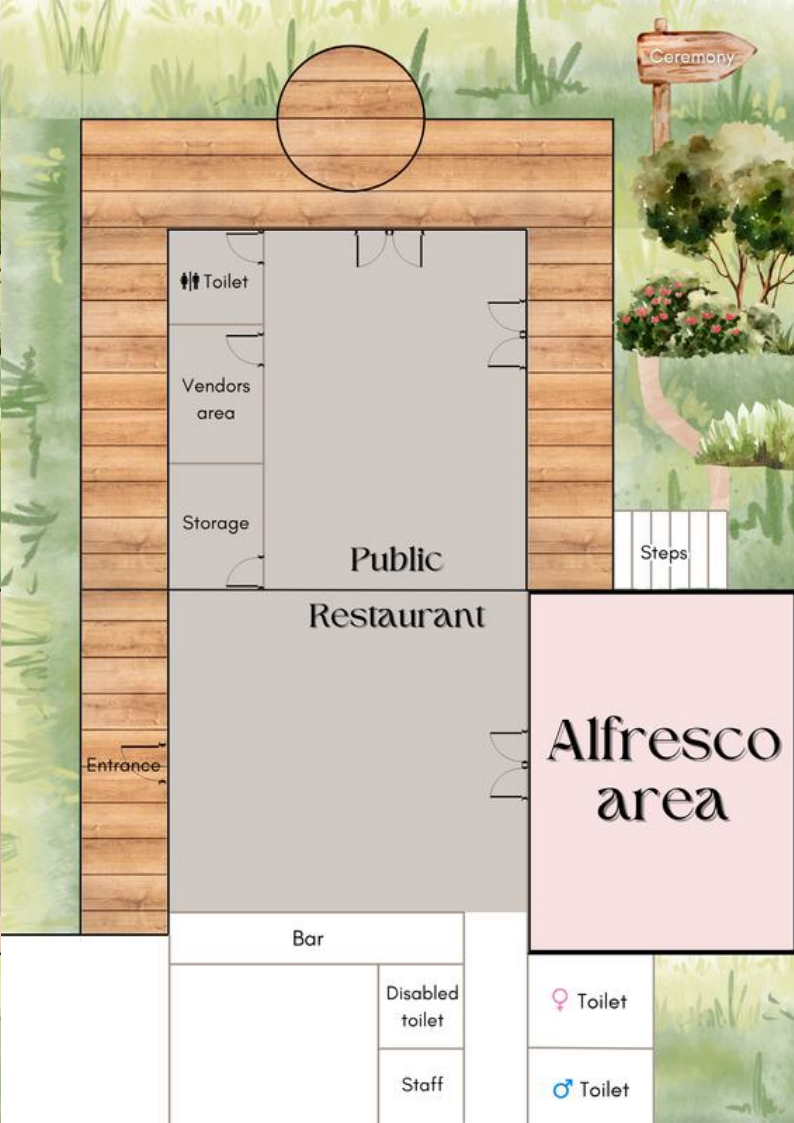 Ceremony
Toilet
Vendors
area
Storage
Public
Steps
Restaurant
Alfresco
area
Entrance
Bar
Disabled
toilet
Toilet
Staff
Toilet